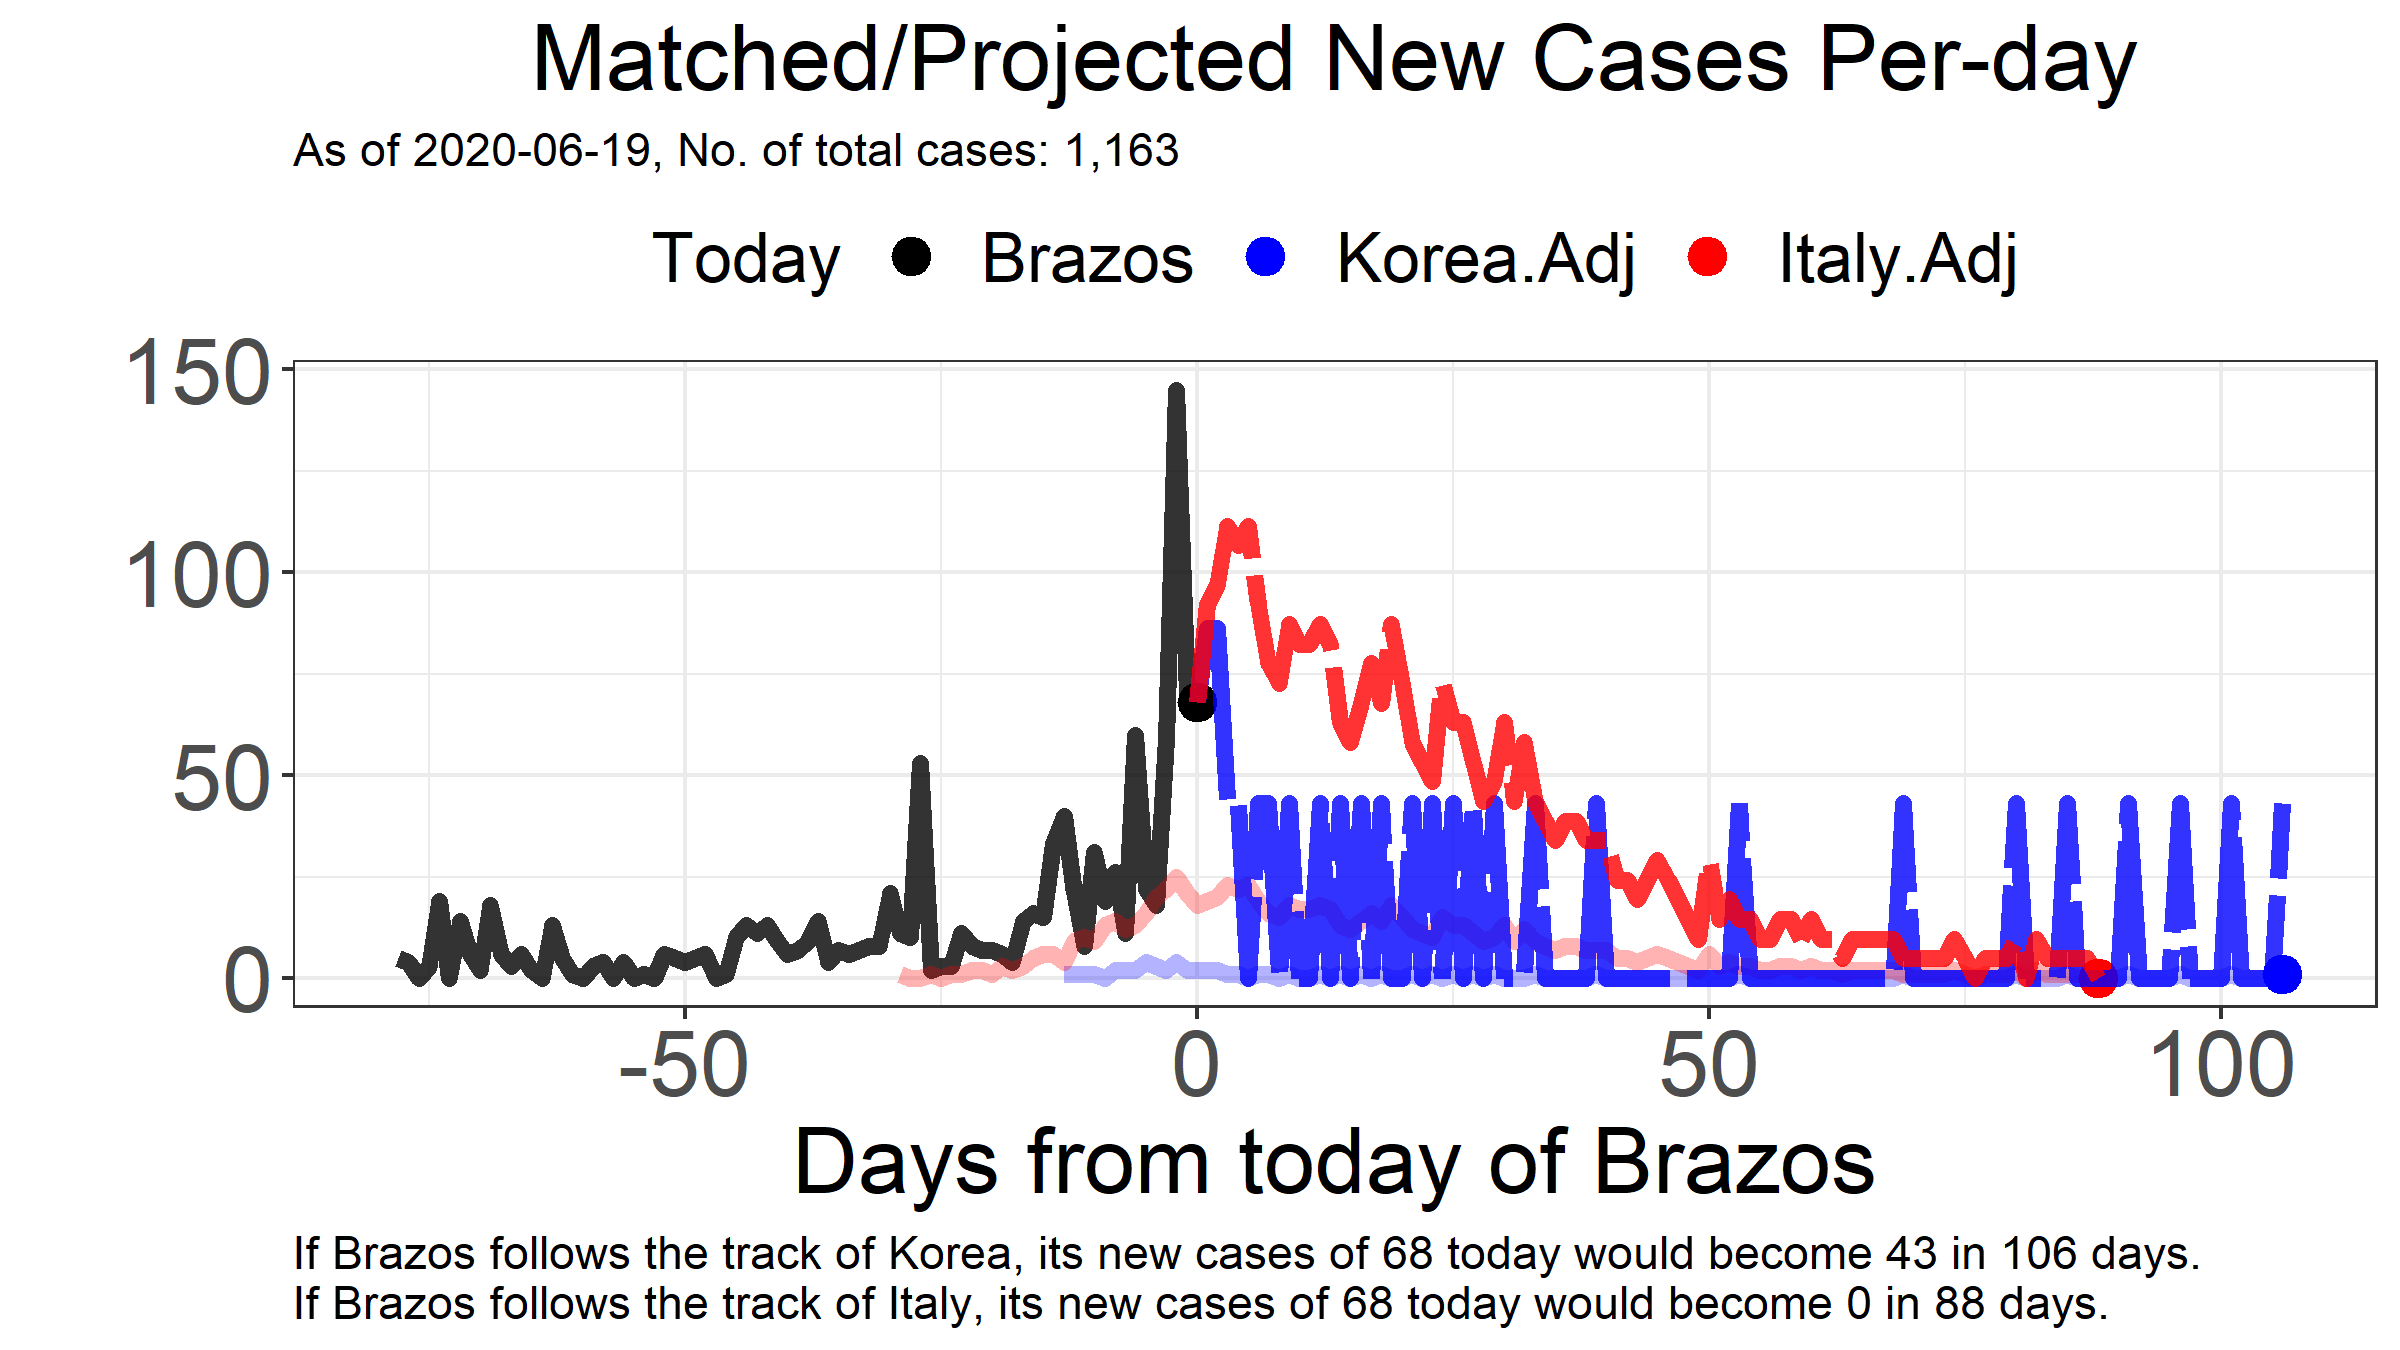 Matched/Projected New Cases Per-day
As of 2020-06-19, No. of total cases: 1,163
Today Brazos Korea.Adj Italy.Adj
150
100
50
0
-50 0 50 100
Days from today of Brazos
If Brazos follows the track of Korea, its new cases of 68 today would become 43 in 106 days.
If Brazos follows the track of Italy, its new cases of 68 today would become 0 in 88 days.